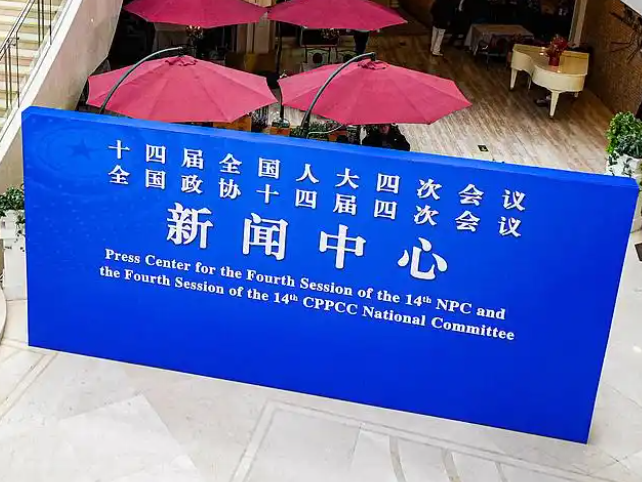 十四届全国人大四次会议
全国政协十四届四次会议
新闻中心
Press Center for the Fourth Session of the 14th NPC and
the Fourth Session of the 14th CPPCC National Committee